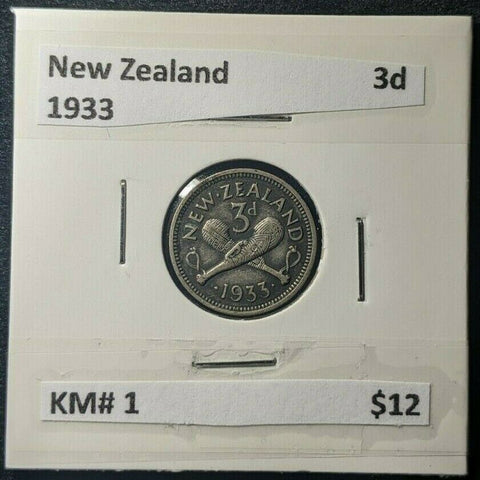 New Zealand 3d
1933
NEW·ZEALAND
3d
·1933·
KM# 1 $12